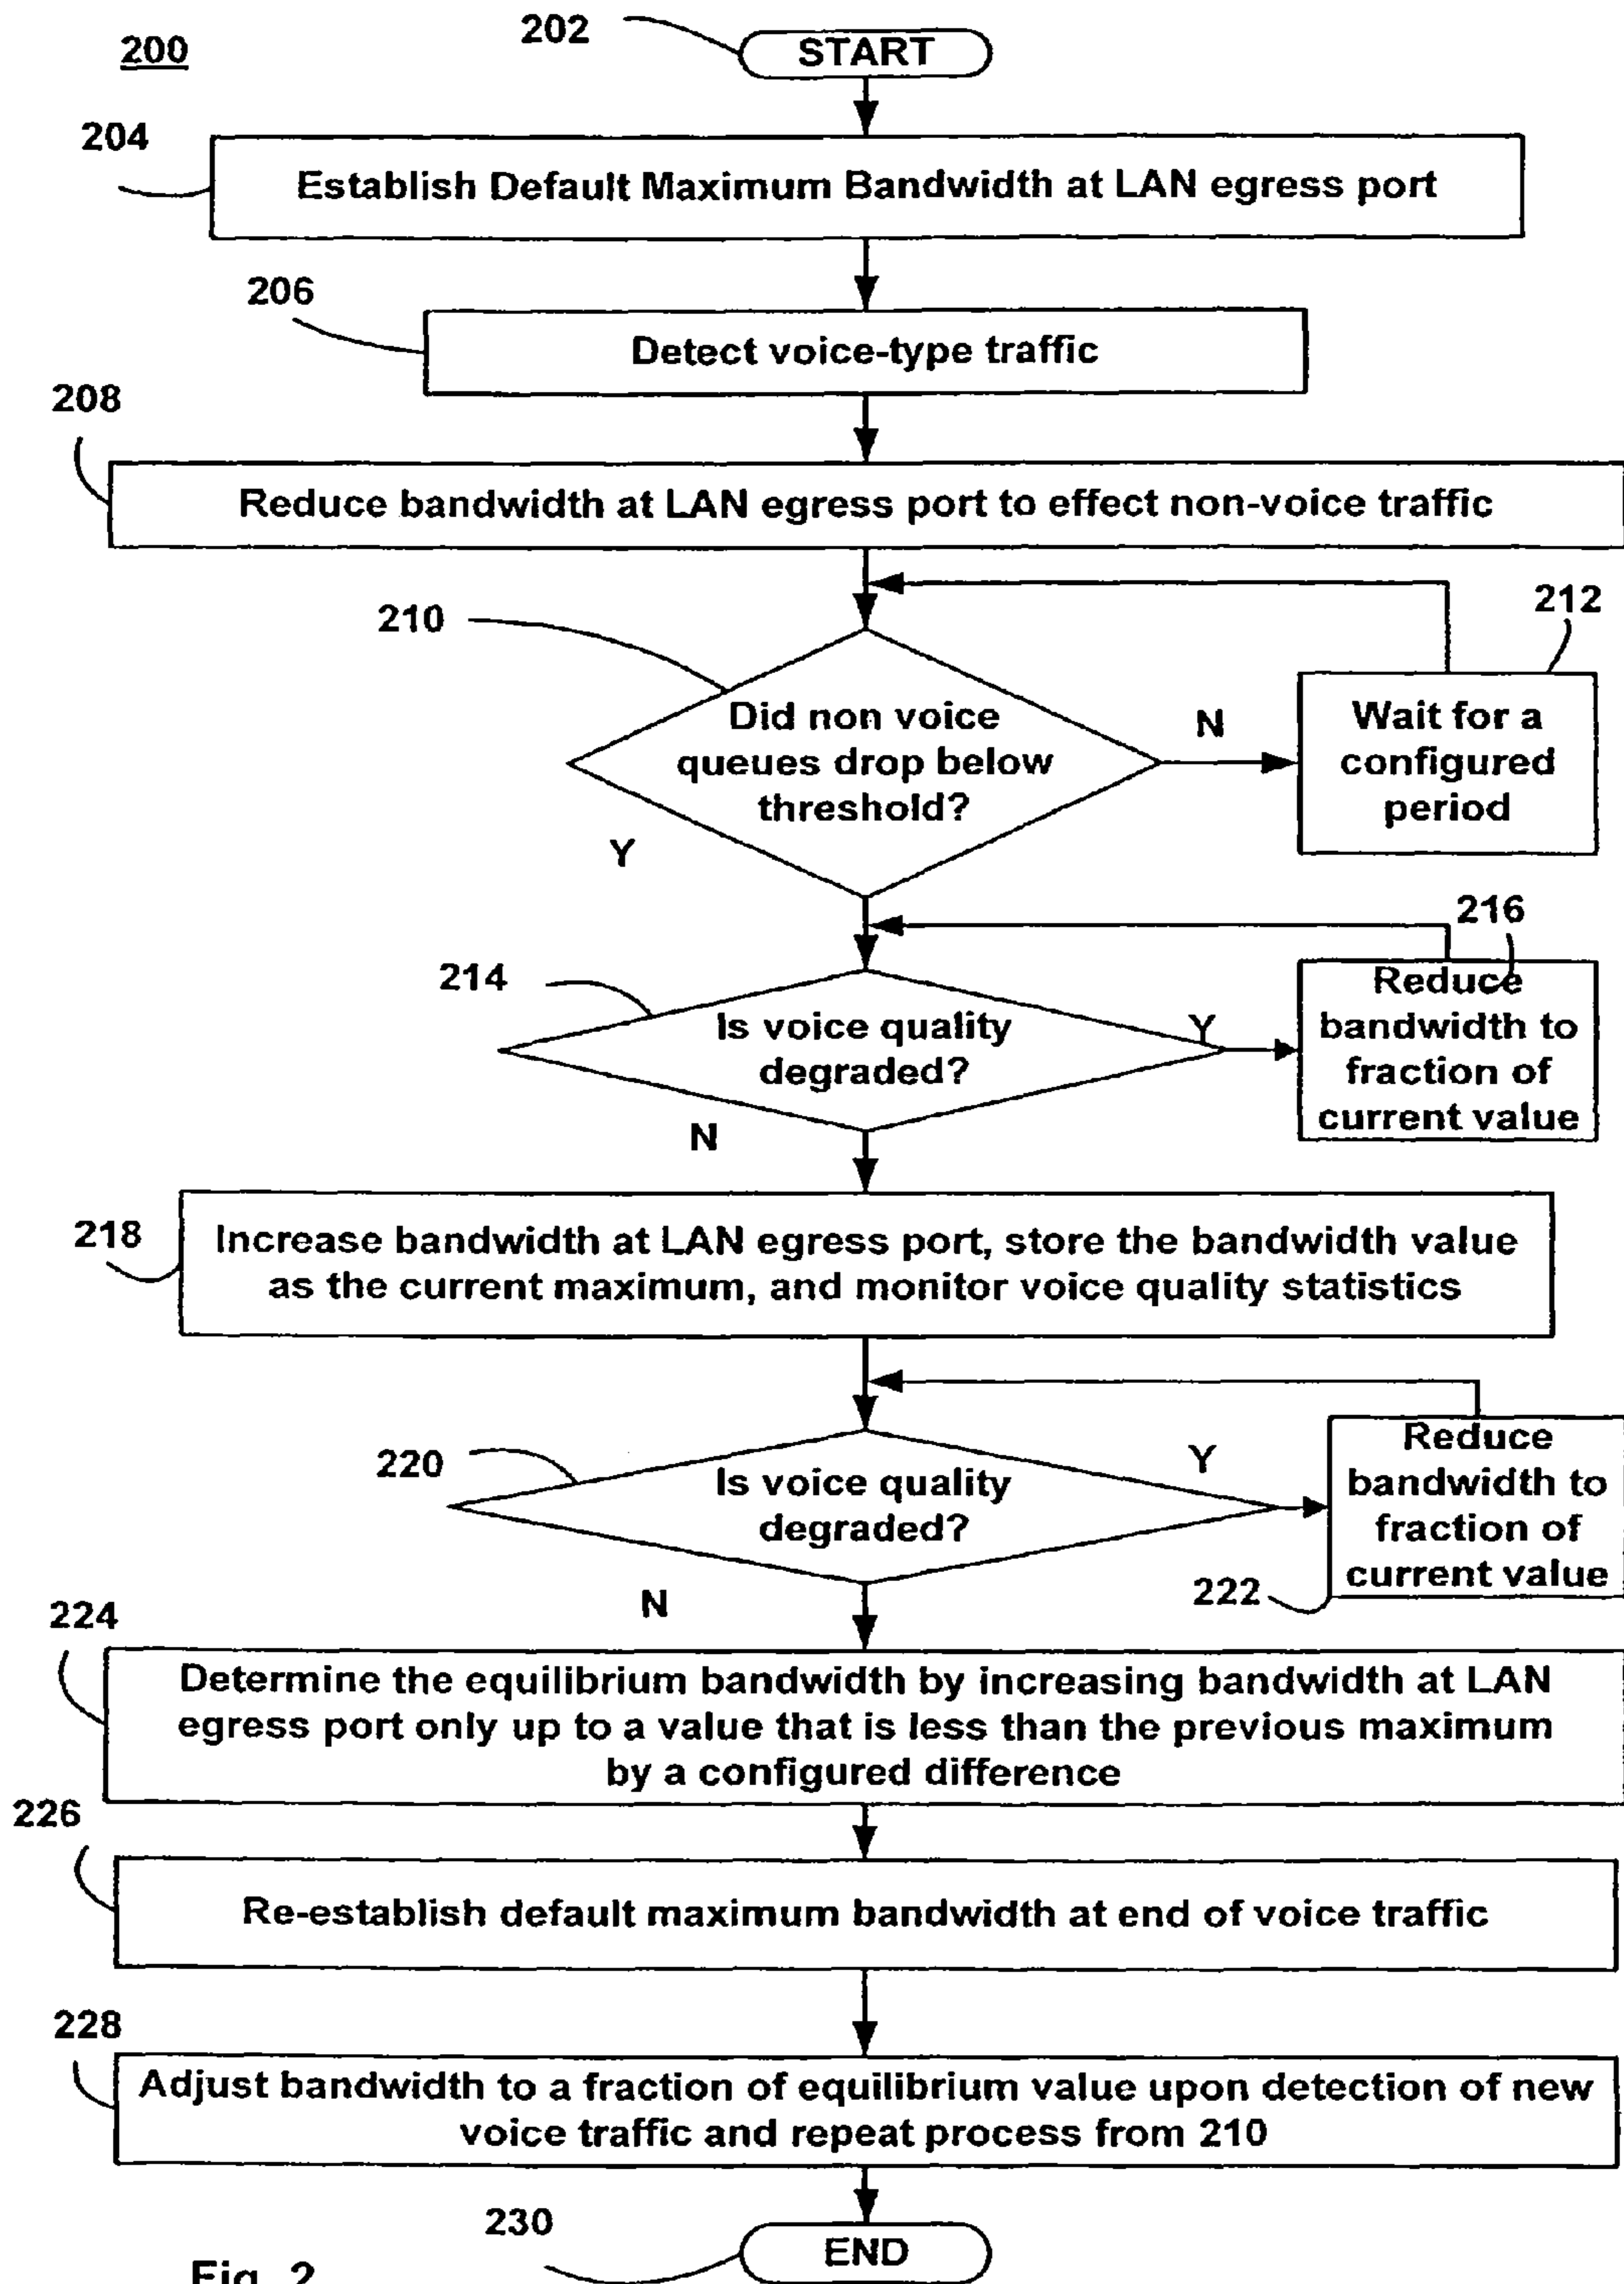 200
202
START
204
Establish Default Maximum Bandwidth at LAN egress port
206
Detect voice-type traffic
208
Reduce bandwidth at LAN egress port to effect non-voice traffic
210
Did non voice
queues drop below
threshold?
N
Y
212
Wait for a
configured
period
214
Is voice quality
degraded?
Y
N
216
Reduce
bandwidth to
fraction of
current value
218
Increase bandwidth at LAN egress port, store the bandwidth value
as the current maximum, and monitor voice quality statistics
220
Is voice quality
degraded?
Y
N
222
Reduce
bandwidth to
fraction of
current value
224
Determine the equilibrium bandwidth by increasing bandwidth at LAN
egress port only up to a value that is less than the previous maximum
by a configured difference
226
Re-establish default maximum bandwidth at end of voice traffic
228
Adjust bandwidth to a fraction of equilibrium value upon detection of new
voice traffic and repeat process from 210
230
END
Fig. 2